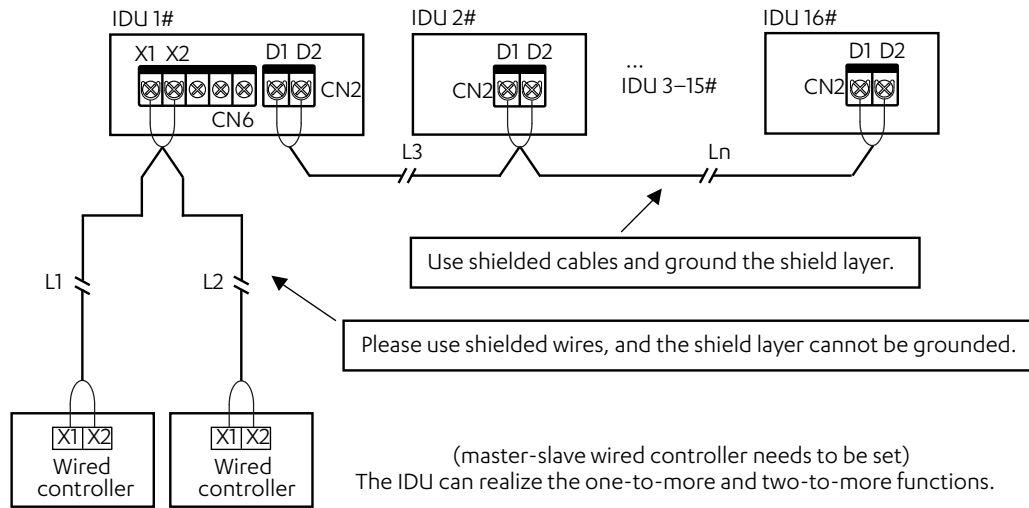 IDU 1#
IDU 2#
IDU 16#
X1 X2
D1 D2
CN2
CN6
D1 D2
CN2
...
IDU 3–15#
D1 D2
CN2
L3
Ln
Use shielded cables and ground the shield layer.
L1
L2
Please use shielded wires, and the shield layer cannot be grounded.
X1 X2
Wired
controller
X1 X2
Wired
controller
(master-slave wired controller needs to be set)
The IDU can realize the one-to-more and two-to-more functions.